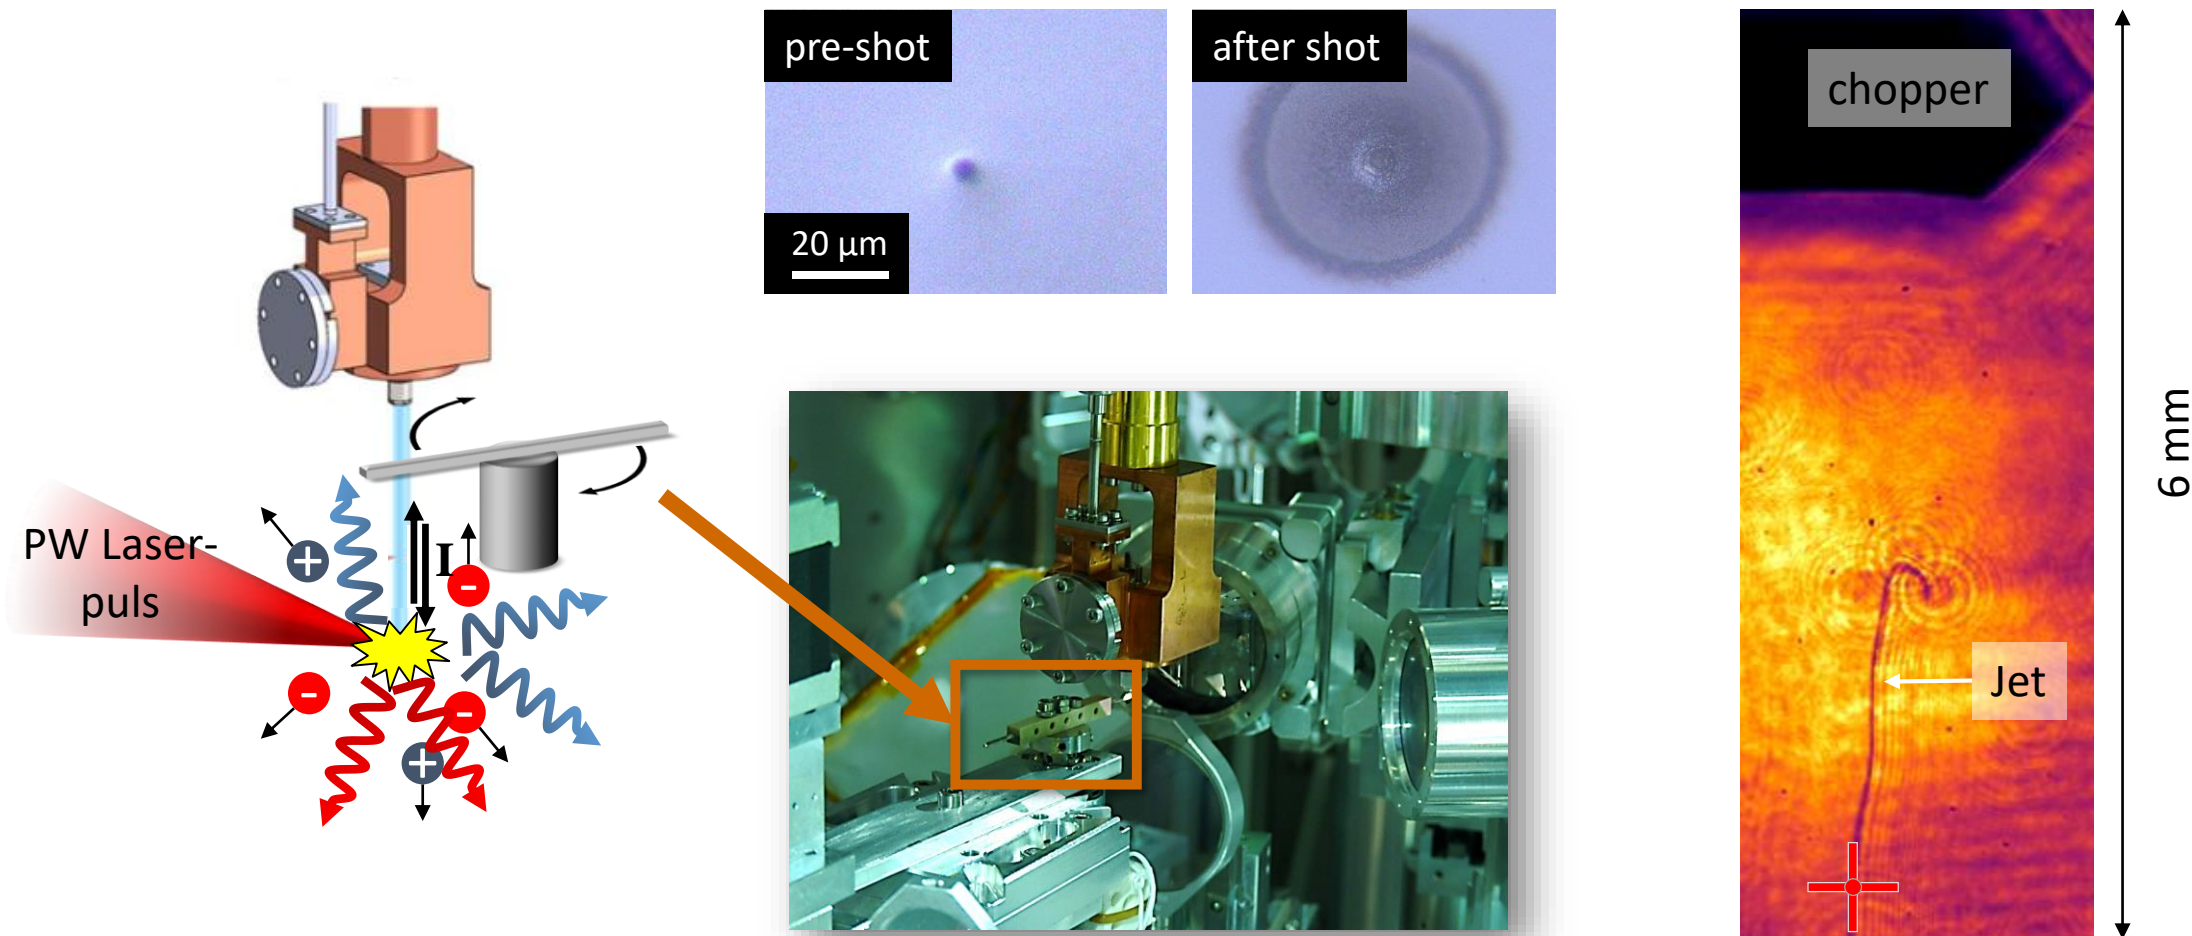 pre-shot
after shot
20 µm
chopper
6 mm
PW Laser-
puls
+
I
-
-
-
+
Jet